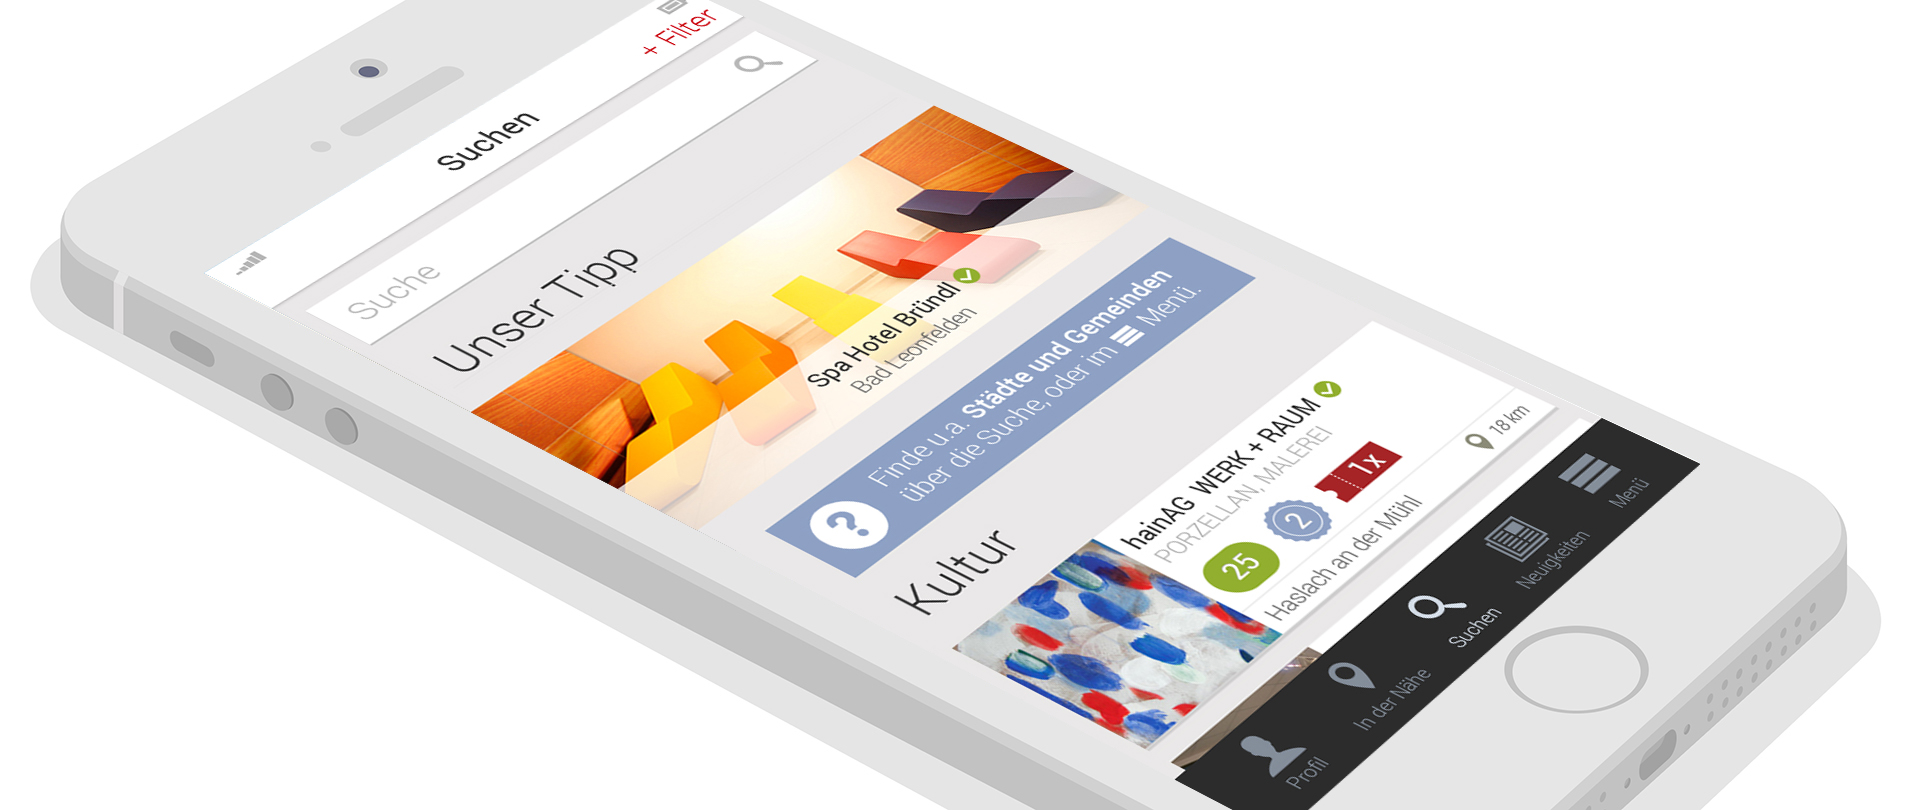 + Filter
Suchen
Suche
Unser Tipp
Spa Hotel Bründl
Bad Leonfelden
?
Finde u.a. Städte und Gemeinden
über die Suche, oder im Menü.
Kultur
hainAG WERK + RAUM
PORZELLAN, MALEREI
25
2
1x
Haslach an der Mühl
18 km
Profil
In der Nähe
Suchen
Neuigkeiten
Menü